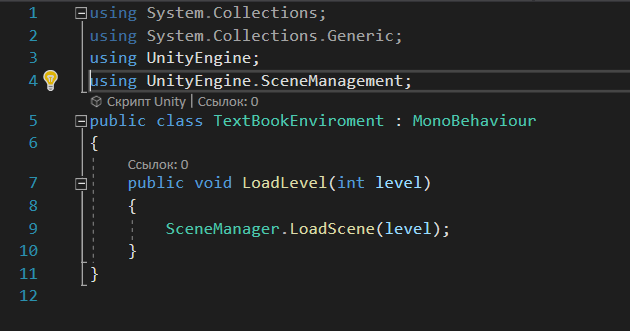 1 using System.Collections;
2 using System.Collections.Generic;
3 using UnityEngine;
4 using UnityEngine.SceneManagement;
Скрипт Unity | Ссылок: 0
5 public class TextBookEnviroment : MonoBehaviour
6 {
Ссылок: 0
7 public void LoadLevel(int level)
8 {
9 SceneManager.LoadScene(level);
10 }
11 }
12